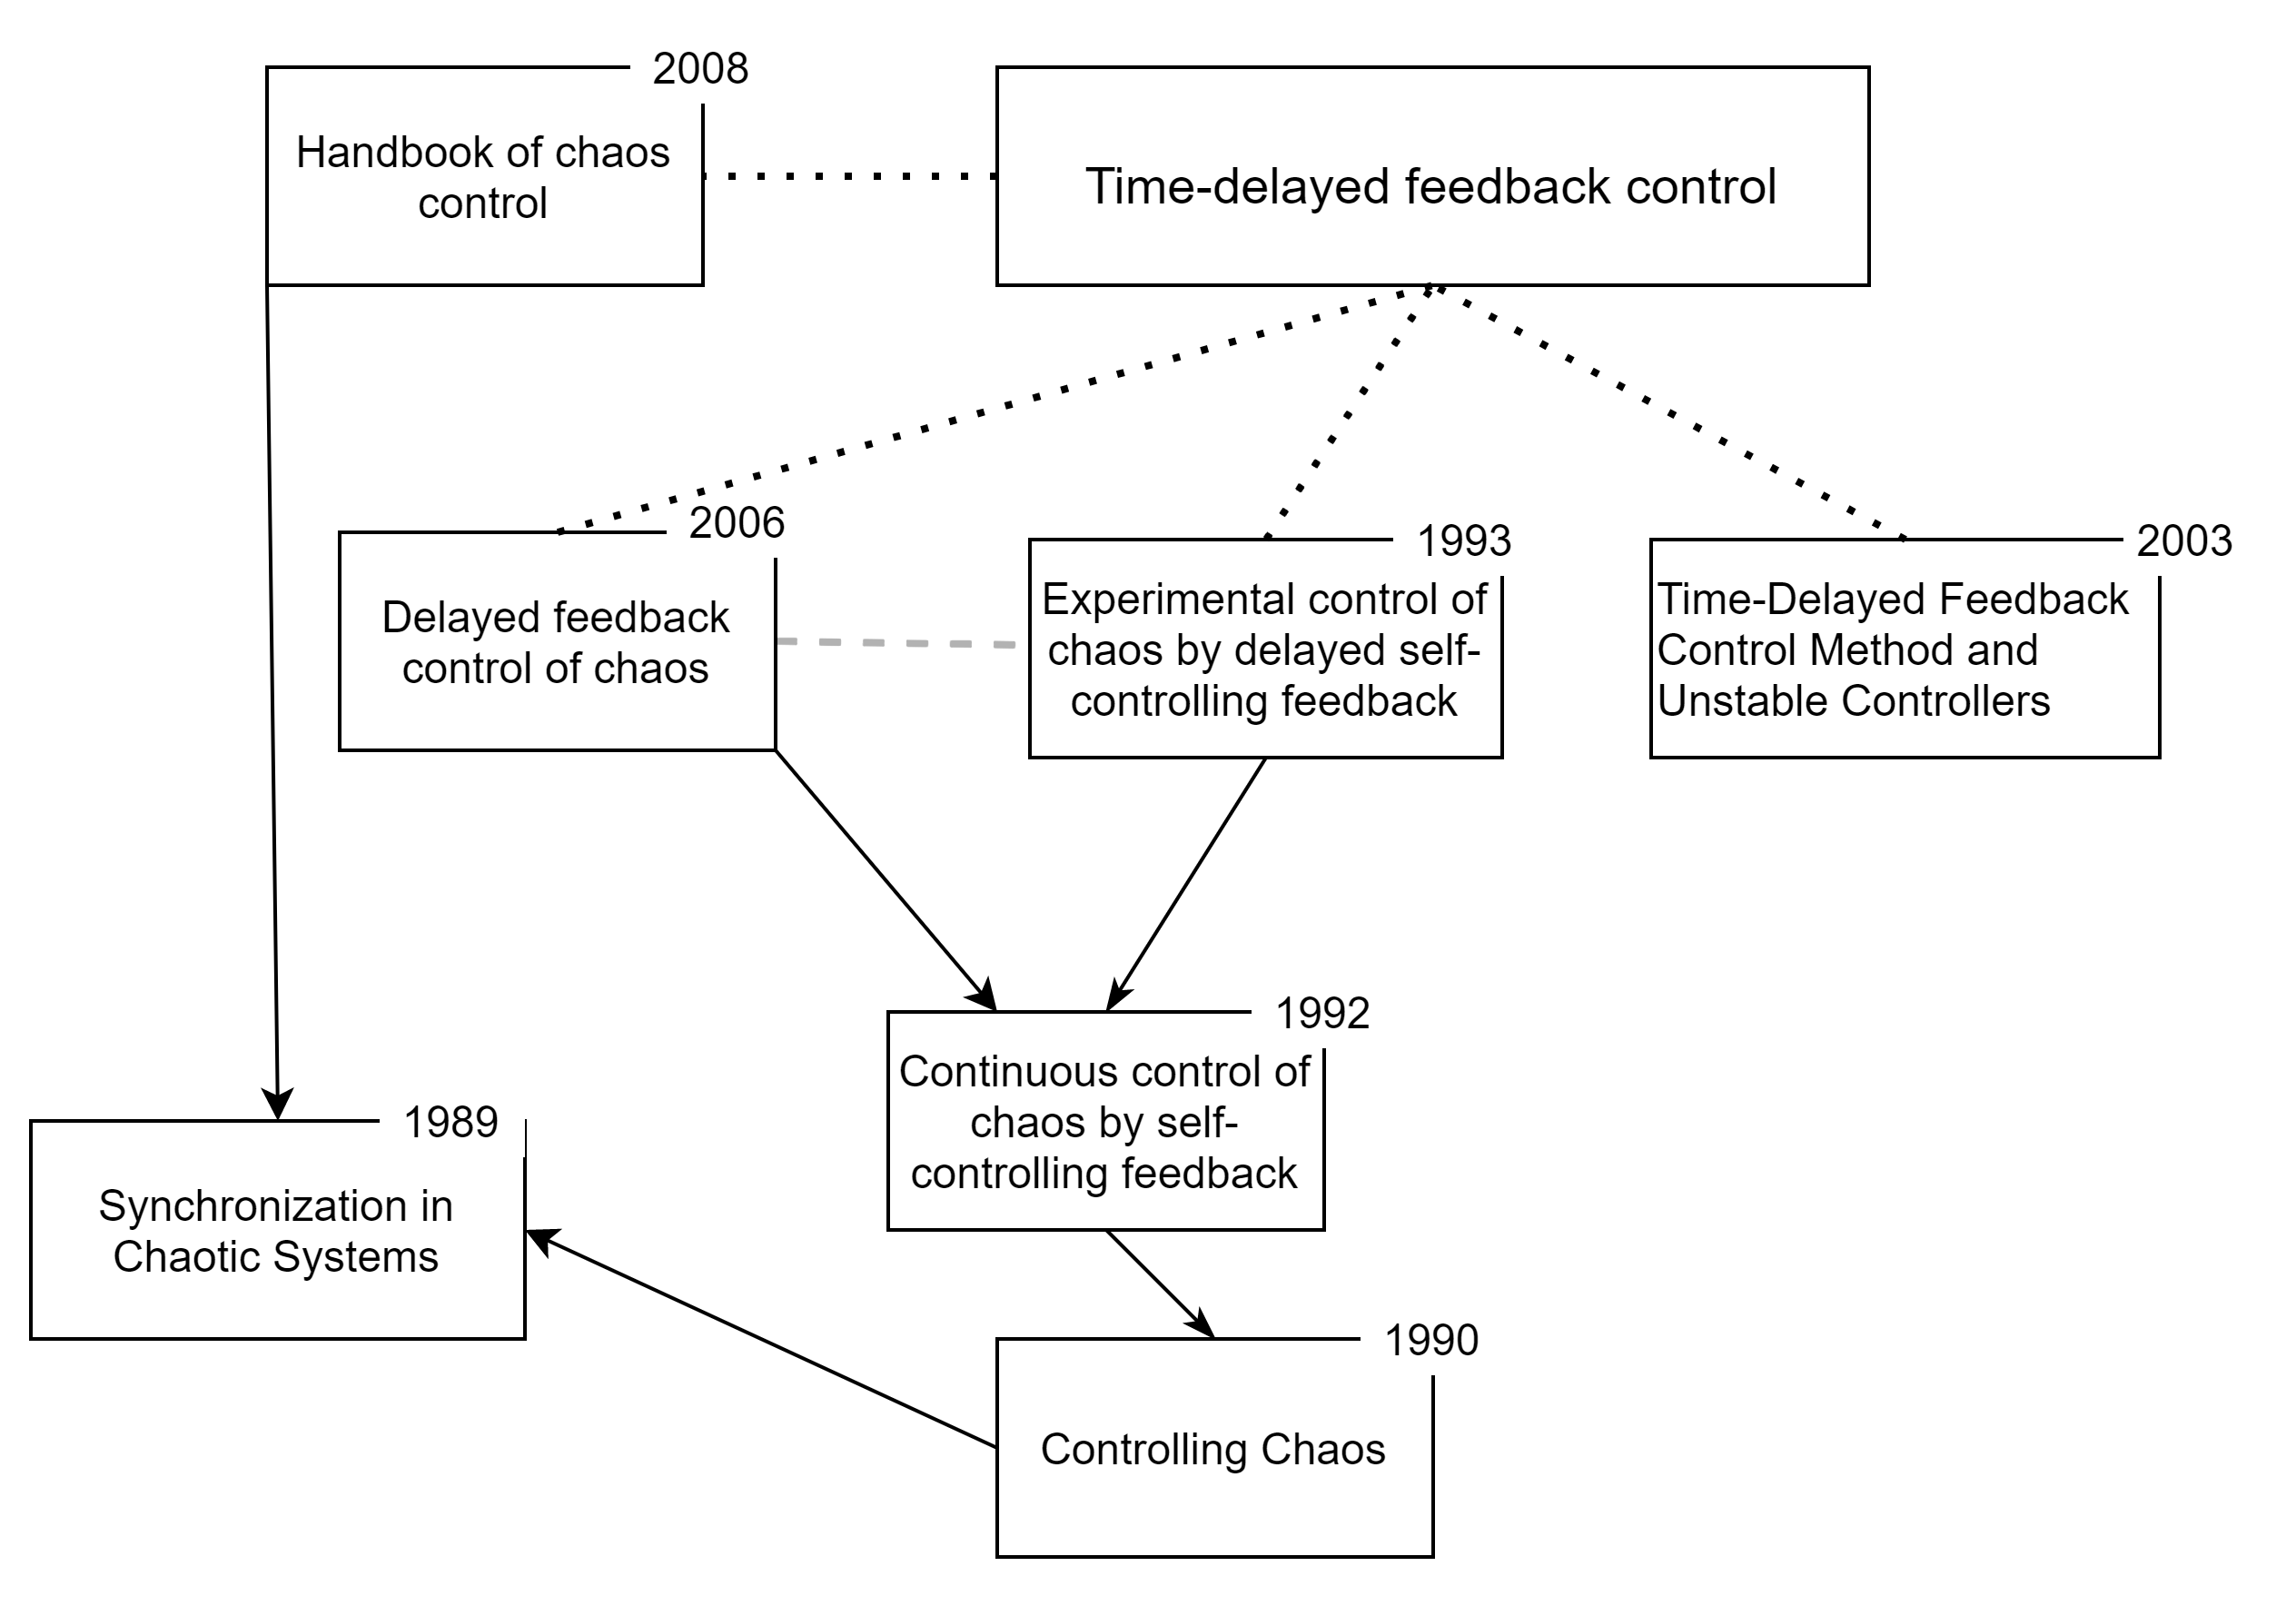 2008
Handbook of chaos
control
Time-delayed feedback control
2006
Delayed feedback
control of chaos
1993
Experimental control of
chaos by delayed self-
controlling feedback
2003
Time-Delayed Feedback
Control Method and
Unstable Controllers
1992
Continuous control of
chaos by self-
controlling feedback
1989
Synchronization in
Chaotic Systems
1990
Controlling Chaos